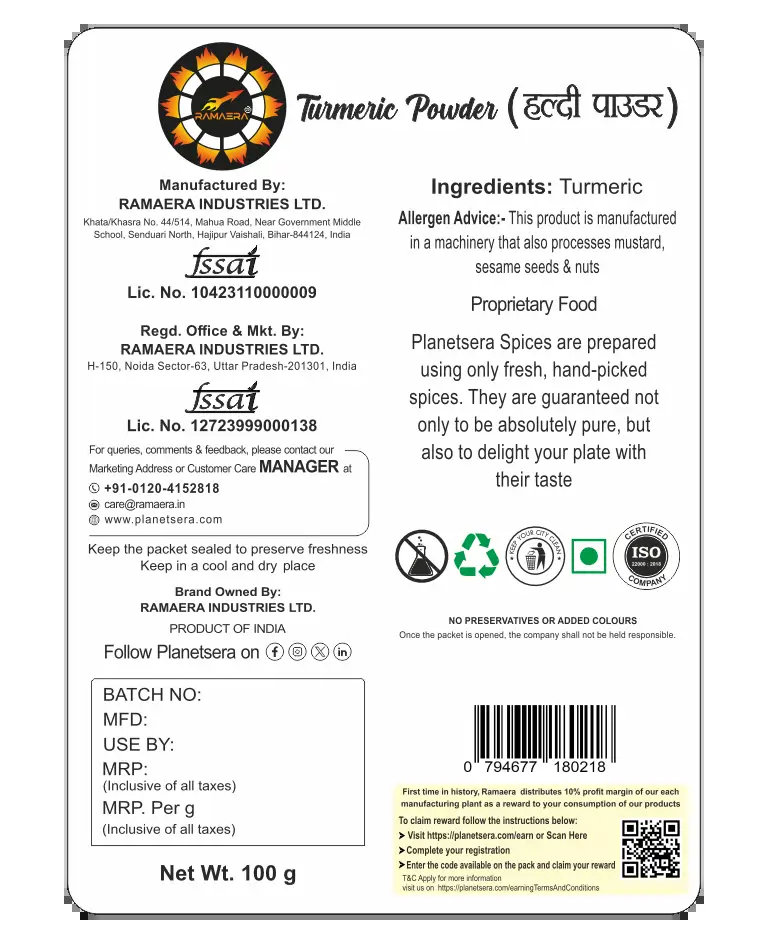 RAMAERA
Turmeric Powder (हल्दी पाउडर)
Manufactured By:
RAMAERA INDUSTRIES LTD.
Khata/Khasra No. 44/514, Mahua Road, Near Government Middle
School, Senduari North, Hajipur Vaishali, Bihar-844124, India
fssai
Lic. No. 10423110000009
Regd. Office & Mkt. By:
RAMAERA INDUSTRIES LTD.
H-150, Noida Sector-63, Uttar Pradesh-201301, India
fssai
Lic. No. 12723999000138
For queries, comments & feedback, please contact our
Marketing Address or Customer Care MANAGER at
+91-0120-4152818
care@ramaera.in
www.planetsera.com
Keep the packet sealed to preserve freshness
Keep in a cool and dry place
Brand Owned By:
RAMAERA INDUSTRIES LTD.
PRODUCT OF INDIA
Follow Planetsera on
BATCH NO:
MFD:
USE BY:
MRP:
(Inclusive of all taxes)
MRP. Per g
(Inclusive of all taxes)
Net Wt. 100 g
Ingredients: Turmeric
Allergen Advice:- This product is manufactured
in a machinery that also processes mustard,
sesame seeds & nuts
Proprietary Food
Planetsera Spices are prepared
using only fresh, hand-picked
spices. They are guaranteed not
only to be absolutely pure, but
also to delight your plate with
their taste
KEEP YOUR CITY CLEAN
CERTIFIED
ISO
22000 : 2018
COMPANY
NO PRESERVATIVES OR ADDED COLOURS
Once the packet is opened, the company shall not be held responsible.
0 794677 180218
First time in history, Ramaera distributes 10% profit margin of our each
manufacturing plant as a reward to your consumption of our products
To claim reward follow the instructions below:
Visit https://planetsera.com/earn or Scan Here
Complete your registration
Enter the code available on the pack and claim your reward
T&C Apply for more information
visit us on https://planetsera.com/earningTermsAndConditions